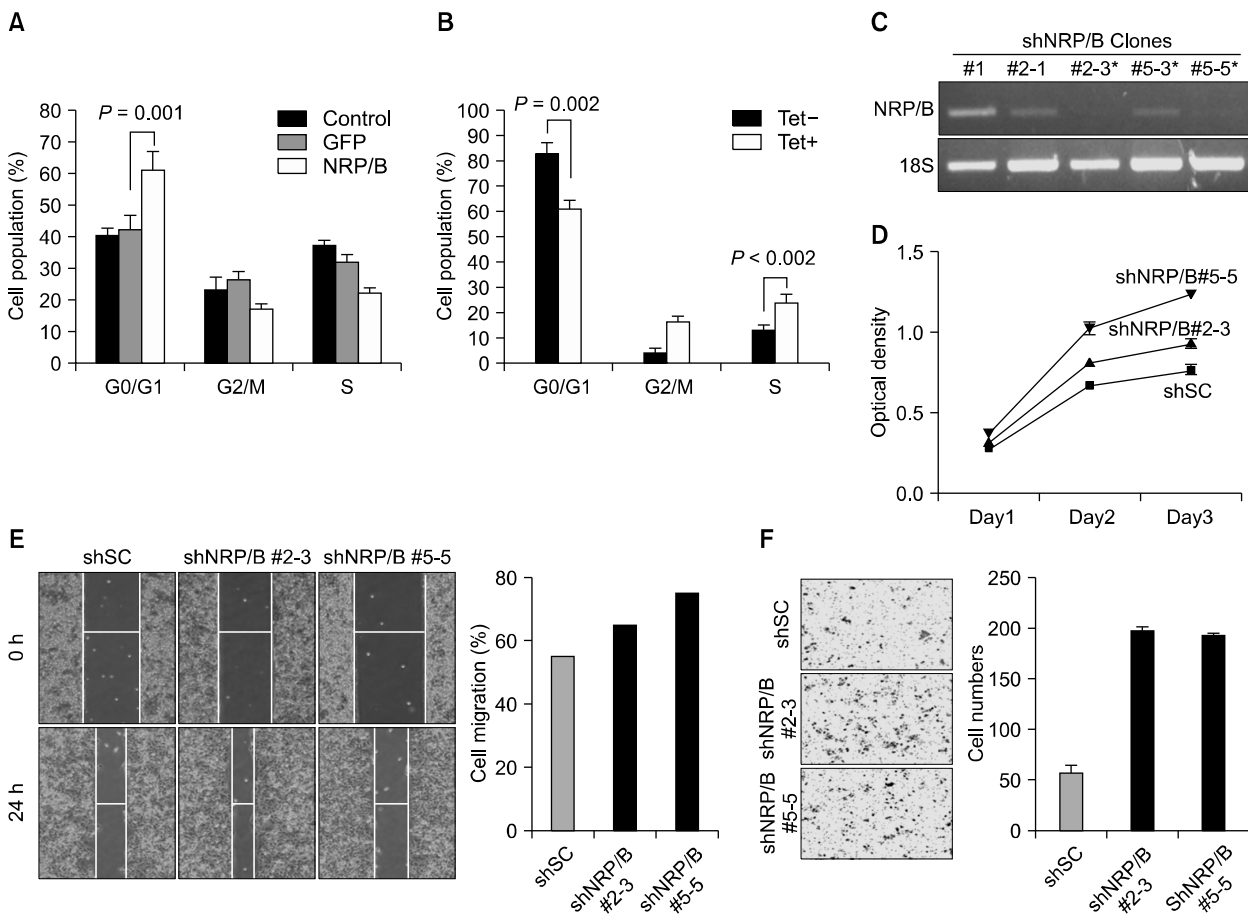 A
P = 0.001
Control
GFP
NRP/B
Cell population (%)
80
70
60
50
40
30
20
10
0
G0/G1
G2/M
S
B
P = 0.002
Tet−
Tet+
P < 0.002
Cell population (%)
100
90
80
70
60
50
40
30
20
10
0
G0/G1
G2/M
S
C
shNRP/B Clones
#1 #2-1 #2-3* #5-3* #5-5*
NRP/B
18S
D
Optical density
1.5
1.0
0.5
0.0
shNRP/B#5-5
shNRP/B#2-3
shSC
Day1
Day2
Day3
E
shSC
shNRP/B #2-3
shNRP/B #5-5
0 h
24 h
Cell migration (%)
80
60
40
20
0
shSC
shNRP/B
#2-3
shNRP/B
#5-5
F
shSC
shNRP/B
#2-3
shNRP/B
#5-5
Cell numbers
250
200
150
100
50
0
shSC
shNRP/B
#2-3
ShNRP/B
#5-5